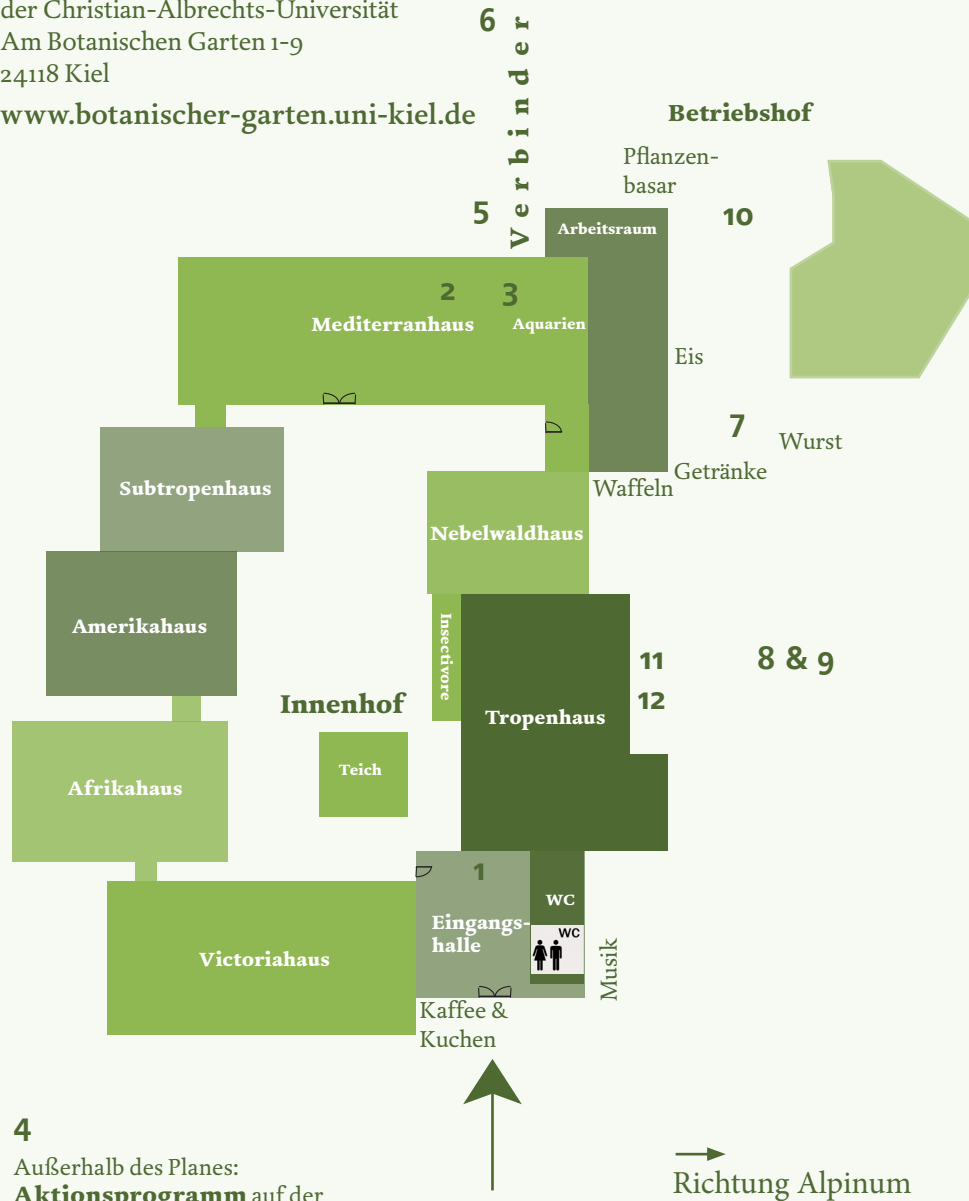 der Christian-Albrechts-Universität
Am Botanischen Garten 1-9
24118 Kiel
www.botanischer-garten.uni-kiel.de
6
Verbinder
Betriebshof
Pflanzen-
basar
5
10
Arbeitsraum
2
3
Mediterranhaus
Aquarien
Eis
7
Wurst
Getränke
Waffeln
Subtropenhaus
Nebelwaldhaus
Amerikahaus
Insectivore
11
8 & 9
12
Innenhof
Tropenhaus
Teich
Afrikahaus
1
WC
Eingangs-
halle
WC
Musik
Victoriahaus
Kaffee &
Kuchen
4
Außerhalb des Planes:
Aktionsprogramm auf der
Richtung Alpinum